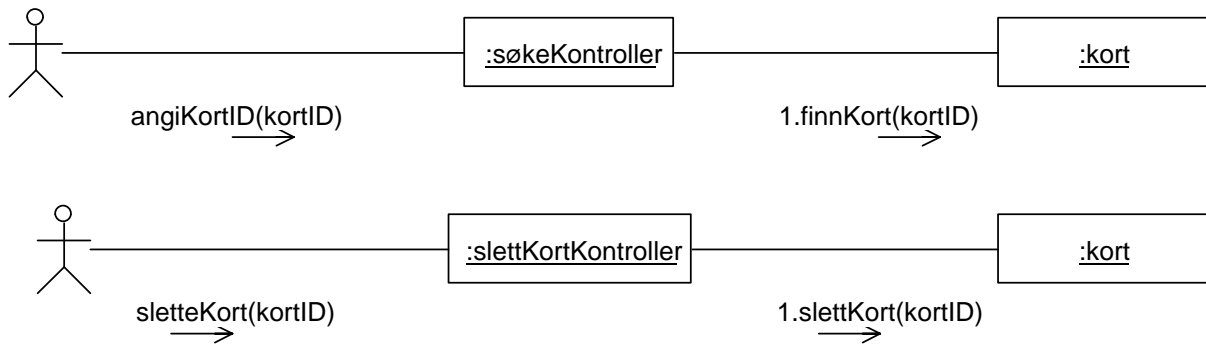 :søkeKontroller
:kort
angiKortID(kortID)
1.finnKort(kortID)
:slettKortKontroller
:kort
sletteKort(kortID)
1.slettKort(kortID)